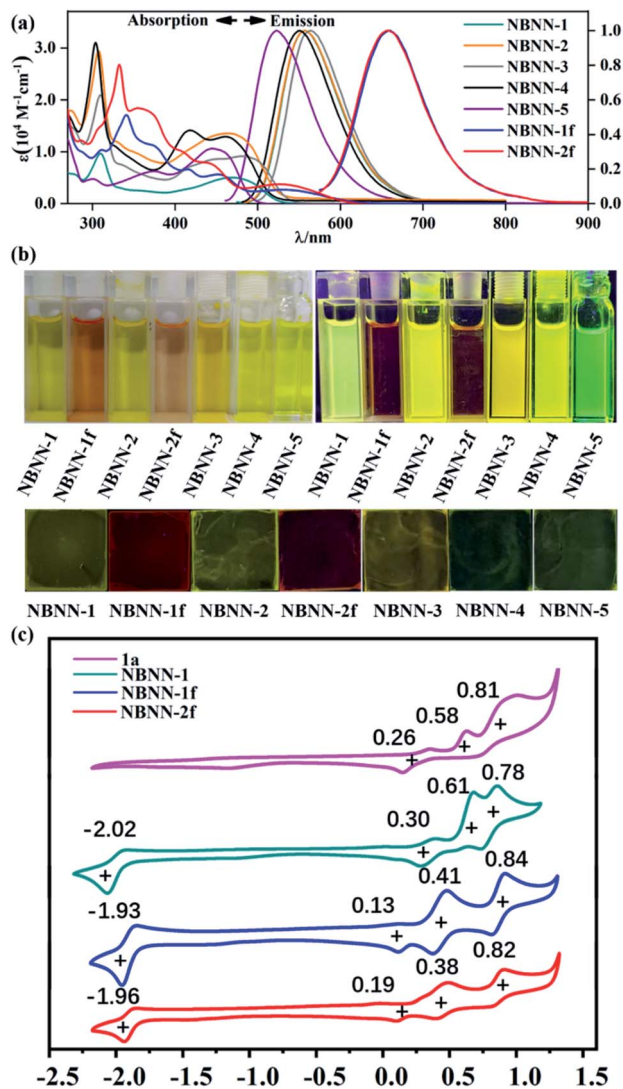 (a)
Absorption Emission
NBNN-1
NBNN-2
NBNN-3
NBNN-4
NBNN-5
NBNN-1f
NBNN-2f
ε(10⁴ M⁻¹cm⁻¹)
3.0
2.0
1.0
0.0
1.0
0.8
0.6
0.4
0.2
0.0
300 400 500 600 700 800 900
λ/nm
(b)
NBNN-1 NBNN-1f NBNN-2 NBNN-2f NBNN-3 NBNN-4 NBNN-5 NBNN-1 NBNN-1f NBNN-2 NBNN-2f NBNN-3 NBNN-4 NBNN-5
NBNN-1 NBNN-1f NBNN-2 NBNN-2f NBNN-3 NBNN-4 NBNN-5
(c)
1a
NBNN-1
NBNN-1f
NBNN-2f
0.26 0.58 0.81
-2.02 0.30 0.61 0.78
-1.93 0.13 0.41 0.84
-1.96 0.19 0.38 0.82
-2.5 -2.0 -1.5 -1.0 -0.5 0.0 0.5 1.0 1.5